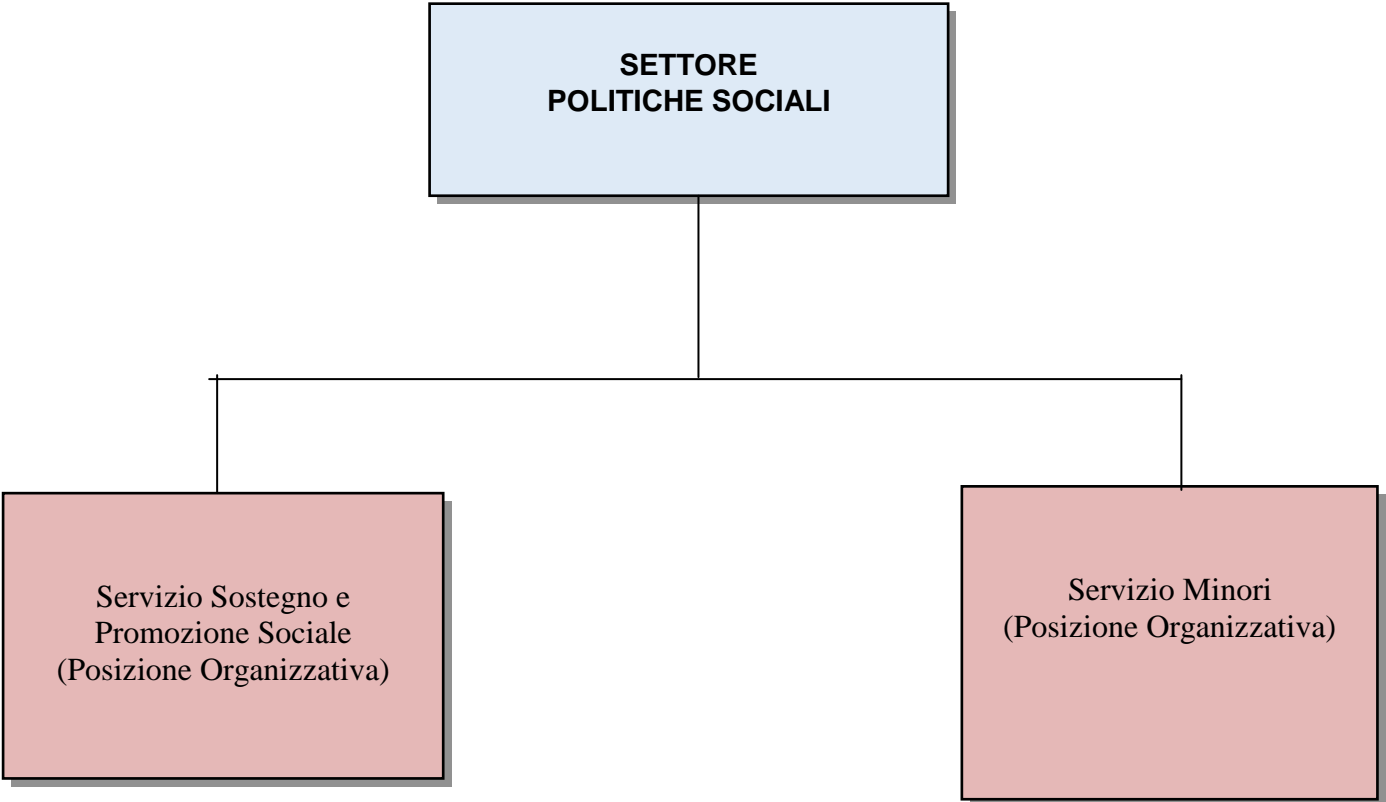 SETTORE
POLITICHE SOCIALI
Servizio Sostegno e
Promozione Sociale
(Posizione Organizzativa)
Servizio Minori
(Posizione Organizzativa)